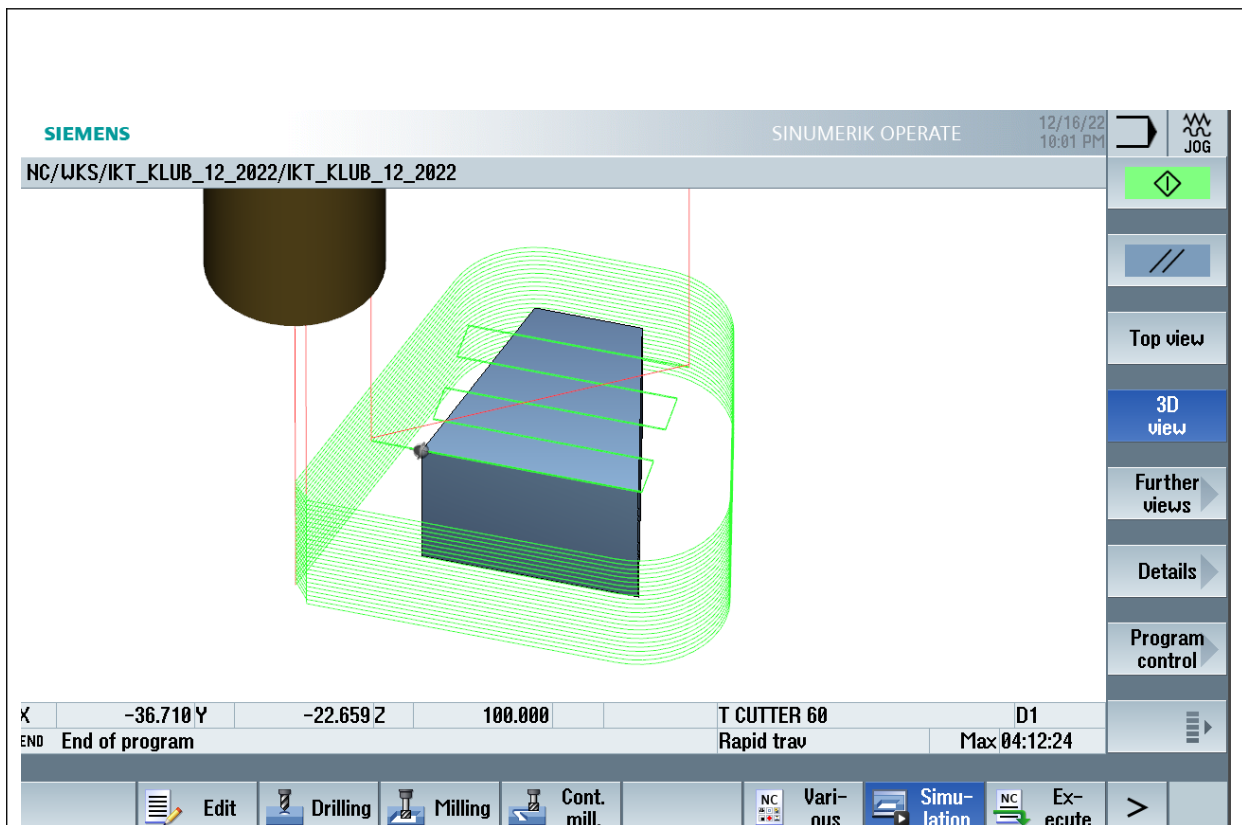 SIEMENS
SINUMERIK OPERATE
12/16/22
10:01 PM
JOG
NC/WKS/IKT_KLUB_12_2022/IKT_KLUB_12_2022
Top view
3D
view
Further
views
Details
Program
control
X -36.710 Y -22.659 Z 100.000 T CUTTER 60 D1
END End of program Rapid trav Max 04:12:24
Edit
Drilling
Milling
Cont.
mill.
NC
Vari-
ous
Simu-
lation
NC
Ex-
ecute
>